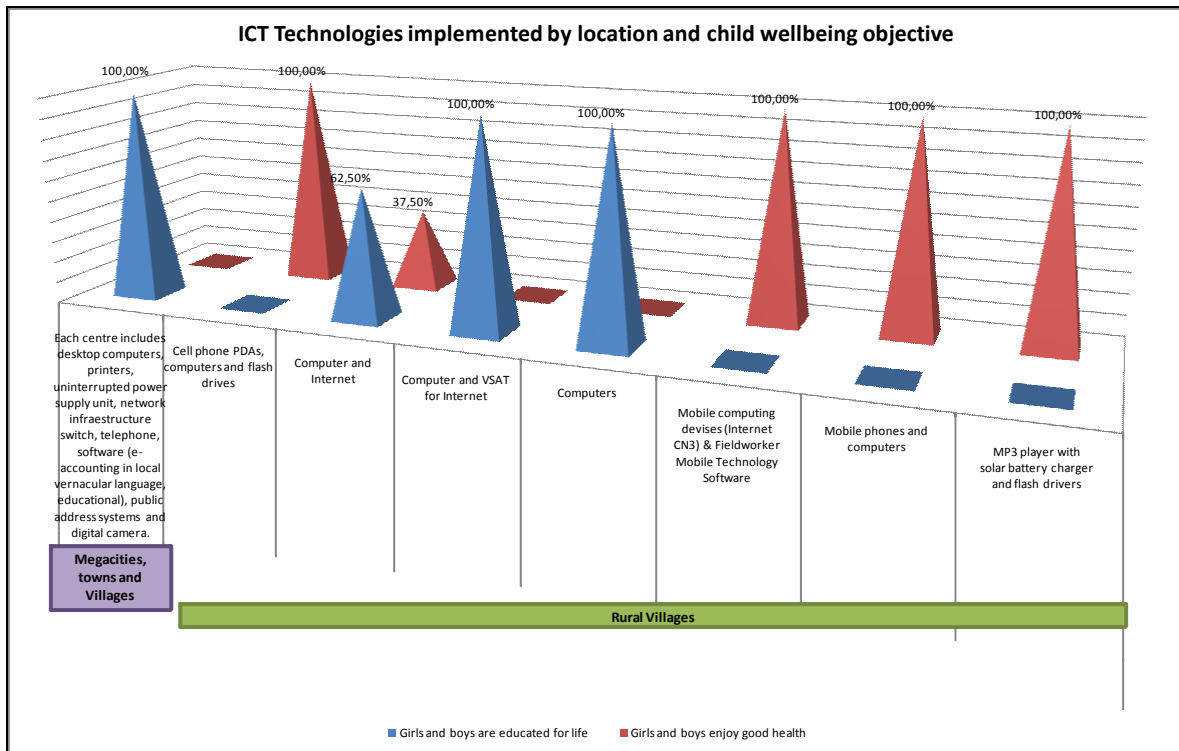 ICT Technologies implemented by location and child wellbeing objective
100,00%
100,00%
62,50%
37,50%
100,00%
100,00%
100,00%
100,00%
100,00%
Each centre includes
desktop computers,
printers,
uninterrupted power
supply unit, network
infraestructure
switch, telephone,
software (e-
accounting in local
vernacular language,
educational), public
address systems and
digital camera.
Cell phone PDAs,
computers and flash
drives
Computer and
Internet
Computer and VSAT
for Internet
Computers
Mobile computing
devises (Internet
CN3) & Fieldworker
Mobile Technology
Software
Mobile phones and
computers
MP3 player with
solar battery charger
and flash drivers
Megacities,
towns and
Villages
Rural Villages
Girls and boys are educated for life
Girls and boys enjoy good health